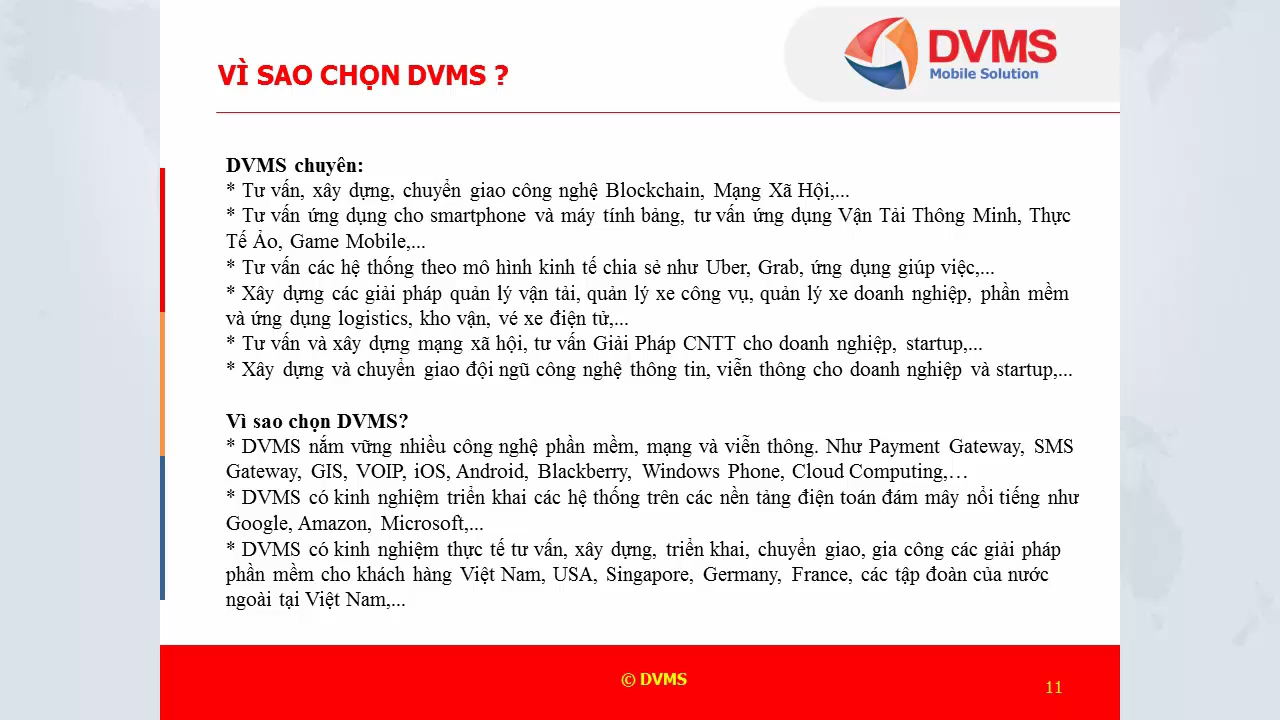 VÌ SAO CHỌN DVMS ?
DVMS
Mobile Solution
DVMS chuyên:
* Tư vấn, xây dựng, chuyển giao công nghệ Blockchain, Mạng Xã Hội,...
* Tư vấn ứng dụng cho smartphone và máy tính bảng, tư vấn ứng dụng Vận Tải Thông Minh, Thực
Tế Ảo, Game Mobile,...
* Tư vấn các hệ thống theo mô hình kinh tế chia sẻ như Uber, Grab, ứng dụng giúp việc,...
* Xây dựng các giải pháp quản lý vận tải, quản lý xe công vụ, quản lý xe doanh nghiệp, phần mềm
và ứng dụng logistics, kho vận, vé xe điện tử,...
* Tư vấn và xây dựng mạng xã hội, tư vấn Giải Pháp CNTT cho doanh nghiệp, startup,...
* Xây dựng và chuyển giao đội ngũ công nghệ thông tin, viễn thông cho doanh nghiệp và startup,...
Vì sao chọn DVMS?
* DVMS nắm vững nhiều công nghệ phần mềm, mạng và viễn thông. Như Payment Gateway, SMS
Gateway, GIS, VOIP, iOS, Android, Blackberry, Windows Phone, Cloud Computing,…
* DVMS có kinh nghiệm triển khai các hệ thống trên các nền tảng điện toán đám mây nổi tiếng như
Google, Amazon, Microsoft,...
* DVMS có kinh nghiệm thực tế tư vấn, xây dựng, triển khai, chuyển giao, gia công các giải pháp
phần mềm cho khách hàng Việt Nam, USA, Singapore, Germany, France, các tập đoàn của nước
ngoài tại Việt Nam,...
© DVMS
11